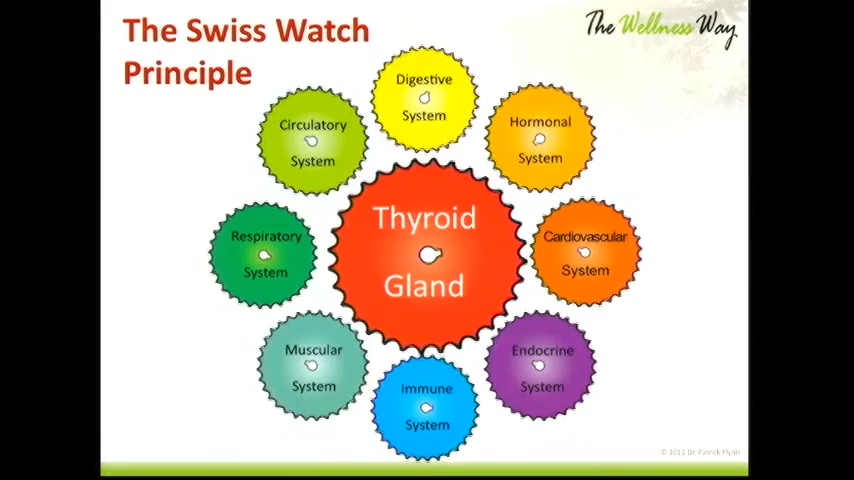 The Swiss Watch
Principle
The Wellness Way
Digestive
System
Circulatory
System
Hormonal
System
Thyroid
Gland
Respiratory
System
Cardiovascular
System
Muscular
System
Endocrine
System
Immune
System
© 2012 Dr. Patrick Flynn